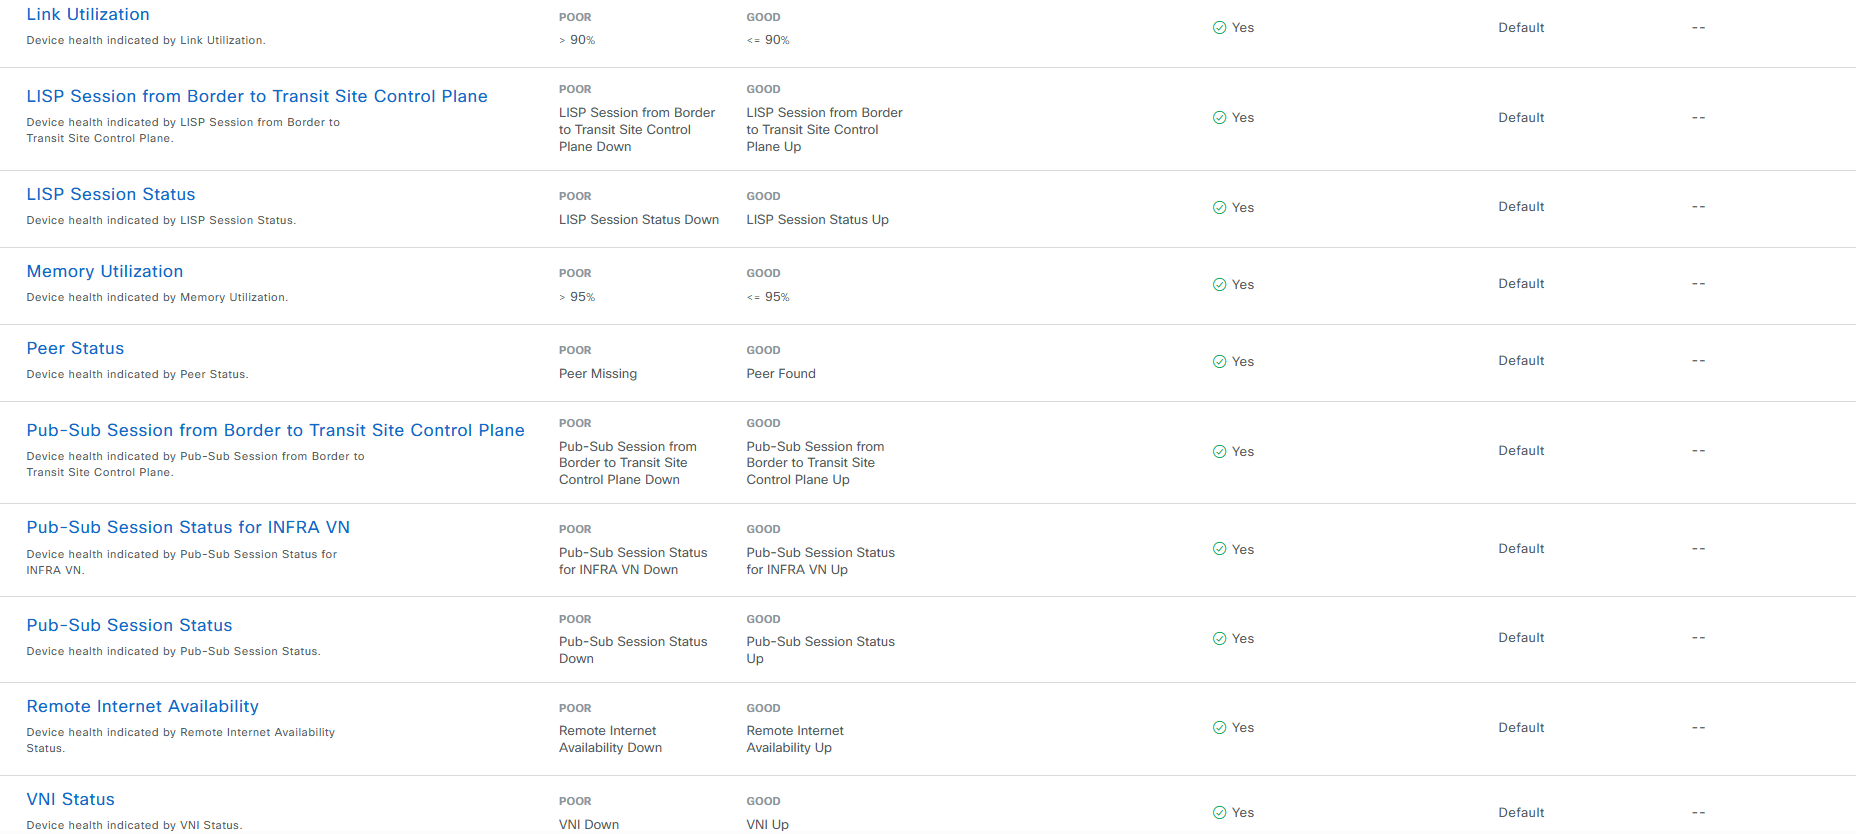 Link Utilization
Device health indicated by Link Utilization.
POOR
> 90%
GOOD
<= 90%
Yes
Default
--
LISP Session from Border to Transit Site Control Plane
Device health indicated by LISP Session from Border to
Transit Site Control Plane.
POOR
LISP Session from Border
to Transit Site Control
Plane Down
GOOD
LISP Session from Border
to Transit Site Control
Plane Up
Yes
Default
--
LISP Session Status
Device health indicated by LISP Session Status.
POOR
LISP Session Status Down
GOOD
LISP Session Status Up
Yes
Default
--
Memory Utilization
Device health indicated by Memory Utilization.
POOR
> 95%
GOOD
<= 95%
Yes
Default
--
Peer Status
Device health indicated by Peer Status.
POOR
Peer Missing
GOOD
Peer Found
Yes
Default
--
Pub-Sub Session from Border to Transit Site Control Plane
Device health indicated by Pub-Sub Session from Border to
Transit Site Control Plane.
POOR
Pub-Sub Session from
Border to Transit Site
Control Plane Down
GOOD
Pub-Sub Session from
Border to Transit Site
Control Plane Up
Yes
Default
--
Pub-Sub Session Status for INFRA VN
Device health indicated by Pub-Sub Session Status for
INFRA VN.
POOR
Pub-Sub Session Status
for INFRA VN Down
GOOD
Pub-Sub Session Status
for INFRA VN Up
Yes
Default
--
Pub-Sub Session Status
Device health indicated by Pub-Sub Session Status.
POOR
Pub-Sub Session Status
Down
GOOD
Pub-Sub Session Status
Up
Yes
Default
--
Remote Internet Availability
Device health indicated by Remote Internet Availability
Status.
POOR
Remote Internet
Availability Down
GOOD
Remote Internet
Availability Up
Yes
Default
--
VNI Status
Device health indicated by VNI Status.
POOR
VNI Down
GOOD
VNI Up
Yes
Default
--